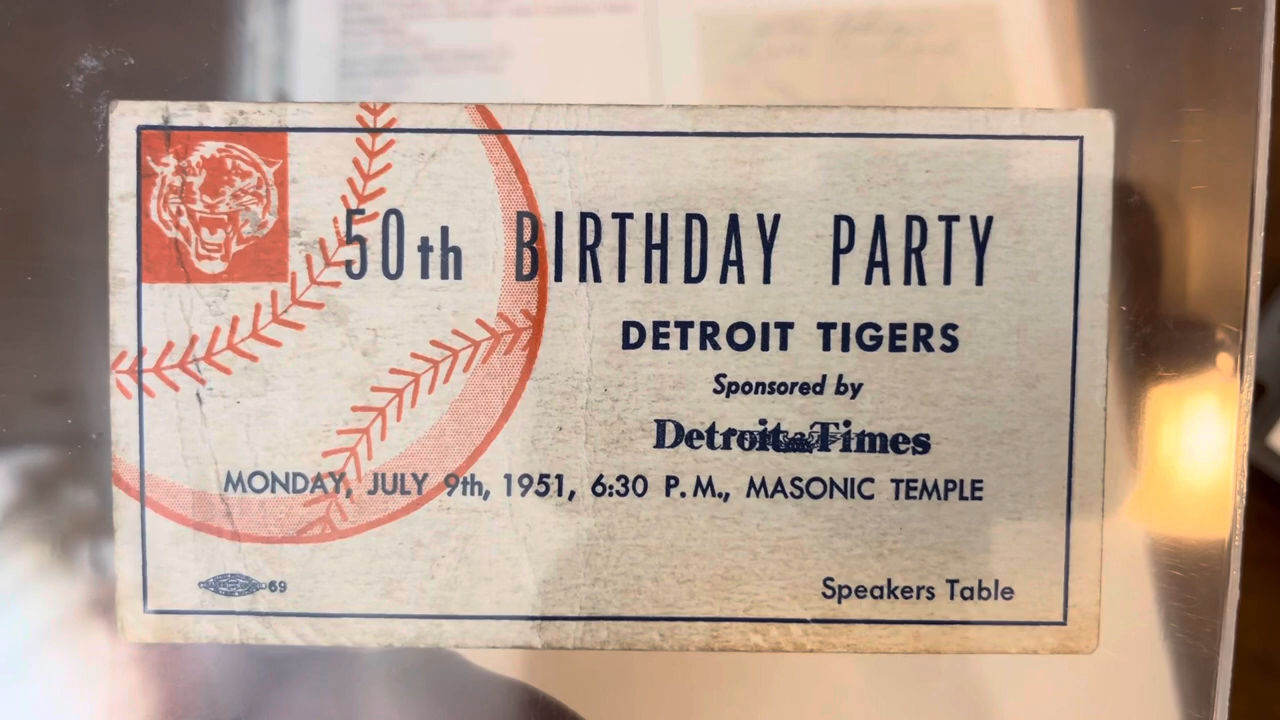 50th BIRTHDAY PARTY
DETROIT TIGERS
Sponsored by
Detroit Times
MONDAY, JULY 9th, 1951, 6:30 P.M., MASONIC TEMPLE
69
Speakers Table